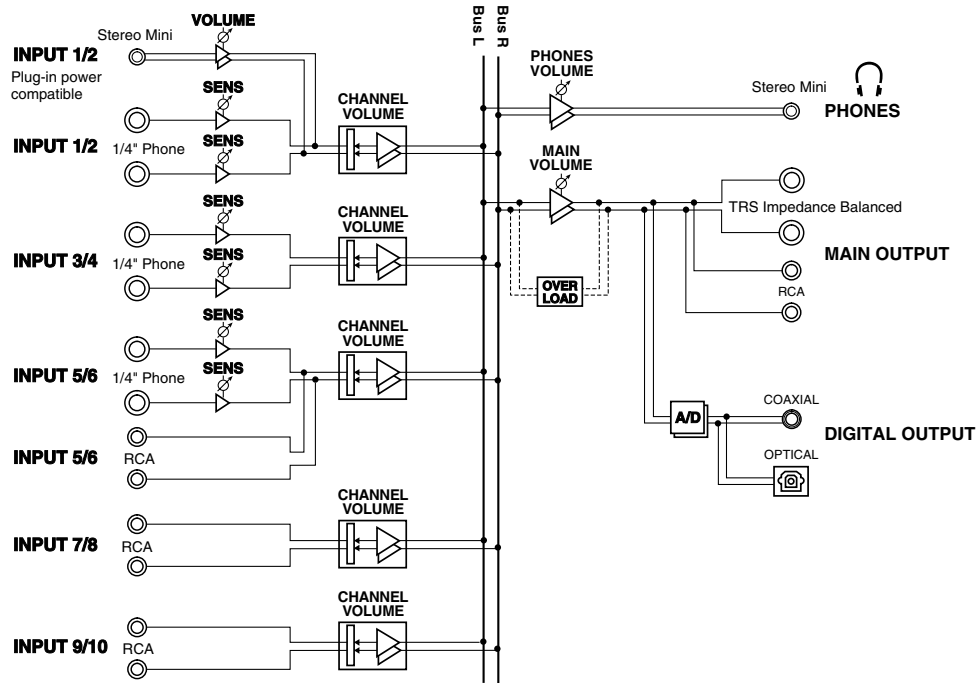 Bus L
Bus R
VOLUME
Stereo Mini
INPUT 1/2
Plug-in power
compatible
SENS
INPUT 1/2
1/4" Phone
SENS
CHANNEL
VOLUME
SENS
INPUT 3/4
1/4" Phone
SENS
CHANNEL
VOLUME
SENS
INPUT 5/6
1/4" Phone
SENS
CHANNEL
VOLUME
INPUT 5/6
RCA
INPUT 7/8
RCA
CHANNEL
VOLUME
INPUT 9/10
RCA
CHANNEL
VOLUME
PHONES
VOLUME
Stereo Mini
PHONES
MAIN
VOLUME
TRS Impedance Balanced
MAIN OUTPUT
RCA
OVER
LOAD
A/D
COAXIAL
DIGITAL OUTPUT
OPTICAL